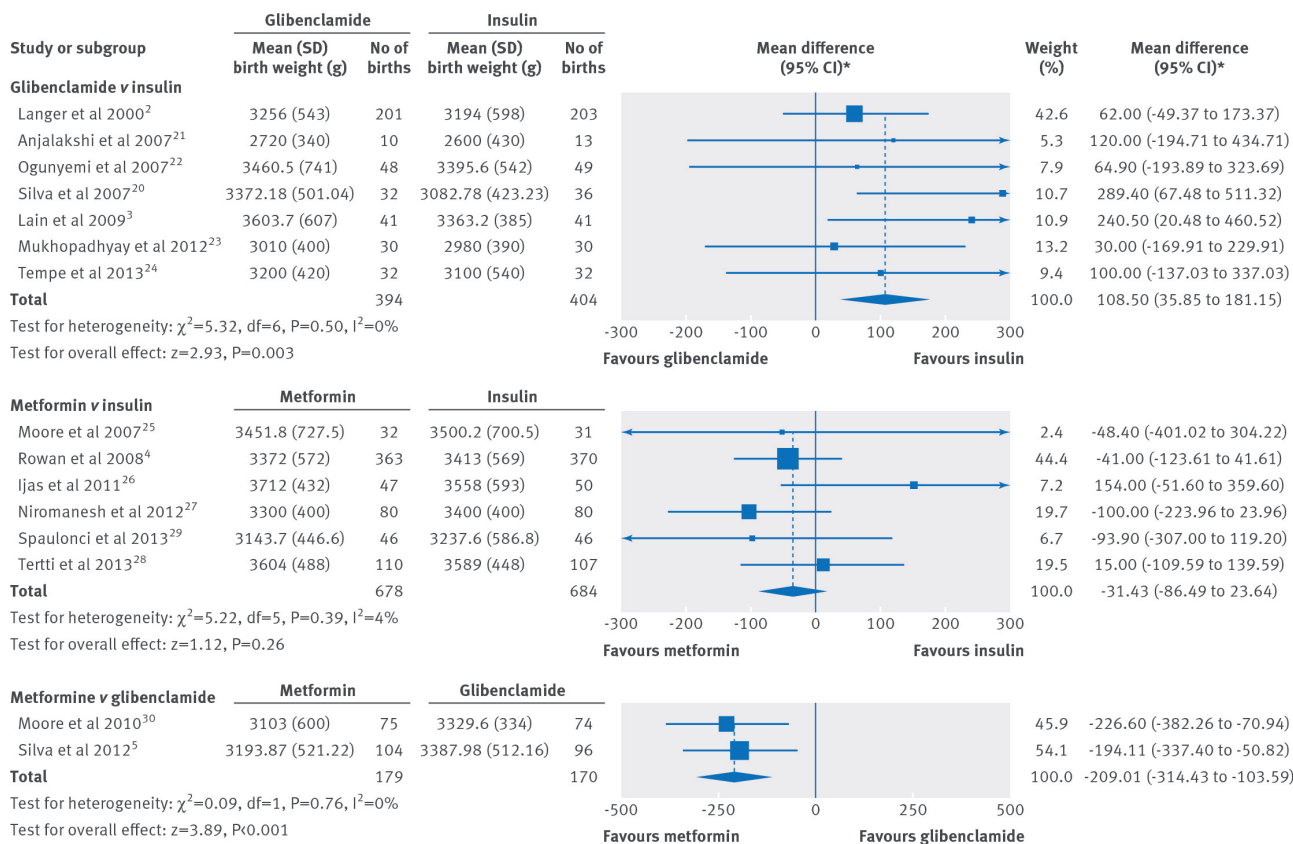 Glibenclamide Insulin
Study or subgroup Mean (SD) No of Mean (SD) No of Mean difference Weight Mean difference
birth weight (g) births birth weight (g) births (95% CI)* (%) (95% CI)*
Glibenclamide v insulin
Langer et al 2000² 3256 (543) 201 3194 (598) 203 42.6 62.00 (-49.37 to 173.37)
Anjalakshi et al 2007²¹ 2720 (340) 10 2600 (430) 13 5.3 120.00 (-194.71 to 434.71)
Ogunyemi et al 2007²² 3460.5 (741) 48 3395.6 (542) 49 7.9 64.90 (-193.89 to 323.69)
Silva et al 2007²⁰ 3372.18 (501.04) 32 3082.78 (423.23) 36 10.7 289.40 (67.48 to 511.32)
Lain et al 2009³ 3603.7 (607) 41 3363.2 (385) 41 10.9 240.50 (20.48 to 460.52)
Mukhopadhyay et al 2012²³ 3010 (400) 30 2980 (390) 30 13.2 30.00 (-169.91 to 229.91)
Tempe et al 2013²⁴ 3200 (420) 32 3100 (540) 32 9.4 100.00 (-137.03 to 337.03)
Total 394 404 100.0 108.50 (35.85 to 181.15)
Test for heterogeneity: χ²=5.32, df=6, P=0.50, I²=0% -300 -200 -100 0 100 200 300
Test for overall effect: z=2.93, P=0.003 Favours glibenclamide Favours insulin
Metformin v insulin Metformin Insulin
Moore et al 2007²⁵ 3451.8 (727.5) 32 3500.2 (700.5) 31 2.4 -48.40 (-401.02 to 304.22)
Rowan et al 2008⁴ 3372 (572) 363 3413 (569) 370 44.4 -41.00 (-123.61 to 41.61)
Ijas et al 2011²⁶ 3712 (432) 47 3558 (593) 50 7.2 154.00 (-51.60 to 359.60)
Niromanesh et al 2012²⁷ 3300 (400) 80 3400 (400) 80 19.7 -100.00 (-223.96 to 23.96)
Spaulonci et al 2013²⁹ 3143.7 (446.6) 46 3237.6 (586.8) 46 6.7 -93.90 (-307.00 to 119.20)
Tertti et al 2013²⁸ 3604 (488) 110 3589 (448) 107 19.5 15.00 (-109.59 to 139.59)
Total 678 684 100.0 -31.43 (-86.49 to 23.64)
Test for heterogeneity: χ²=5.22, df=5, P=0.39, I²=4% -300 -200 -100 0 100 200 300
Test for overall effect: z=1.12, P=0.26 Favours metformin Favours insulin
Metformine v glibenclamide Metformin Glibenclamide
Moore et al 2010³⁰ 3103 (600) 75 3329.6 (334) 74 45.9 -226.60 (-382.26 to -70.94)
Silva et al 2012⁵ 3193.87 (521.22) 104 3387.98 (512.16) 96 54.1 -194.11 (-337.40 to -50.82)
Total 179 170 100.0 -209.01 (-314.43 to -103.59)
Test for heterogeneity: χ²=0.09, df=1, P=0.76, I²=0% -500 -250 0 250 500
Test for overall effect: z=3.89, P<0.001 Favours metformin Favours glibenclamide